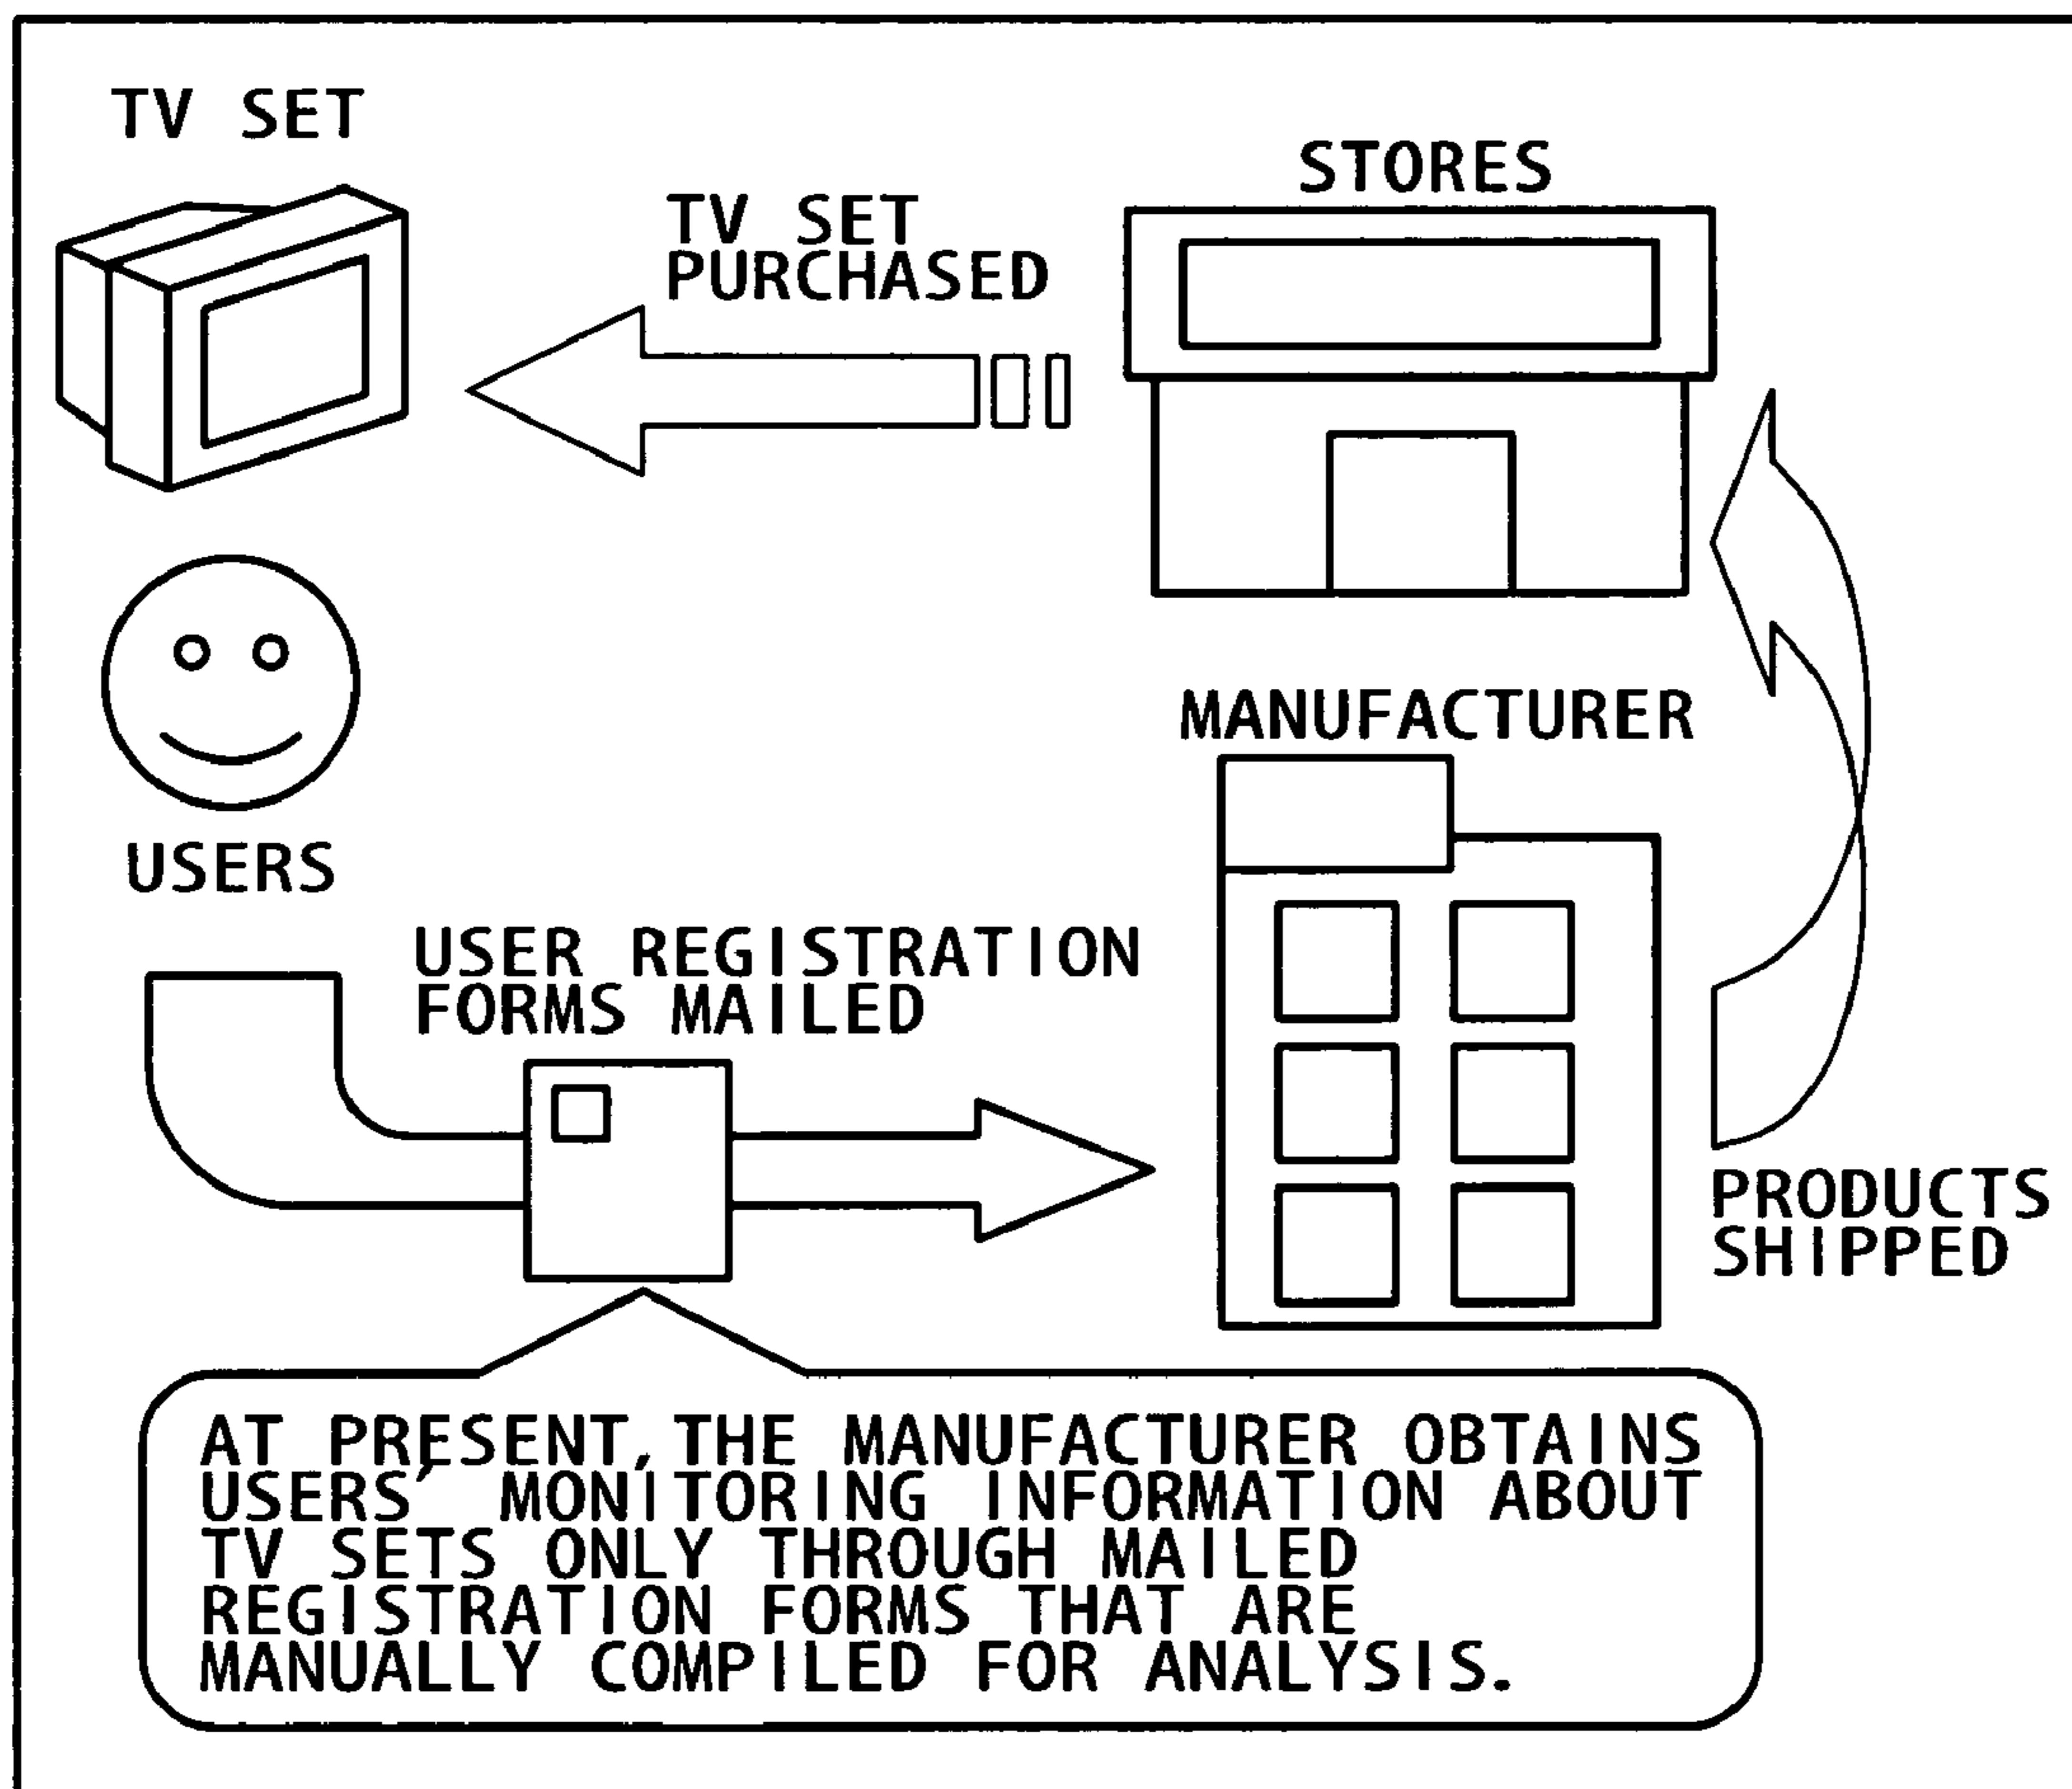 TV SET
STORES
TV SET
PURCHASED
MANUFACTURER
USERS
USER REGISTRATION
FORMS MAILED
PRODUCTS
SHIPPED
AT PRESENT, THE MANUFACTURER OBTAINS
USERS' MONITORING INFORMATION ABOUT
TV SETS ONLY THROUGH MAILED
REGISTRATION FORMS THAT ARE
MANUALLY COMPILED FOR ANALYSIS.